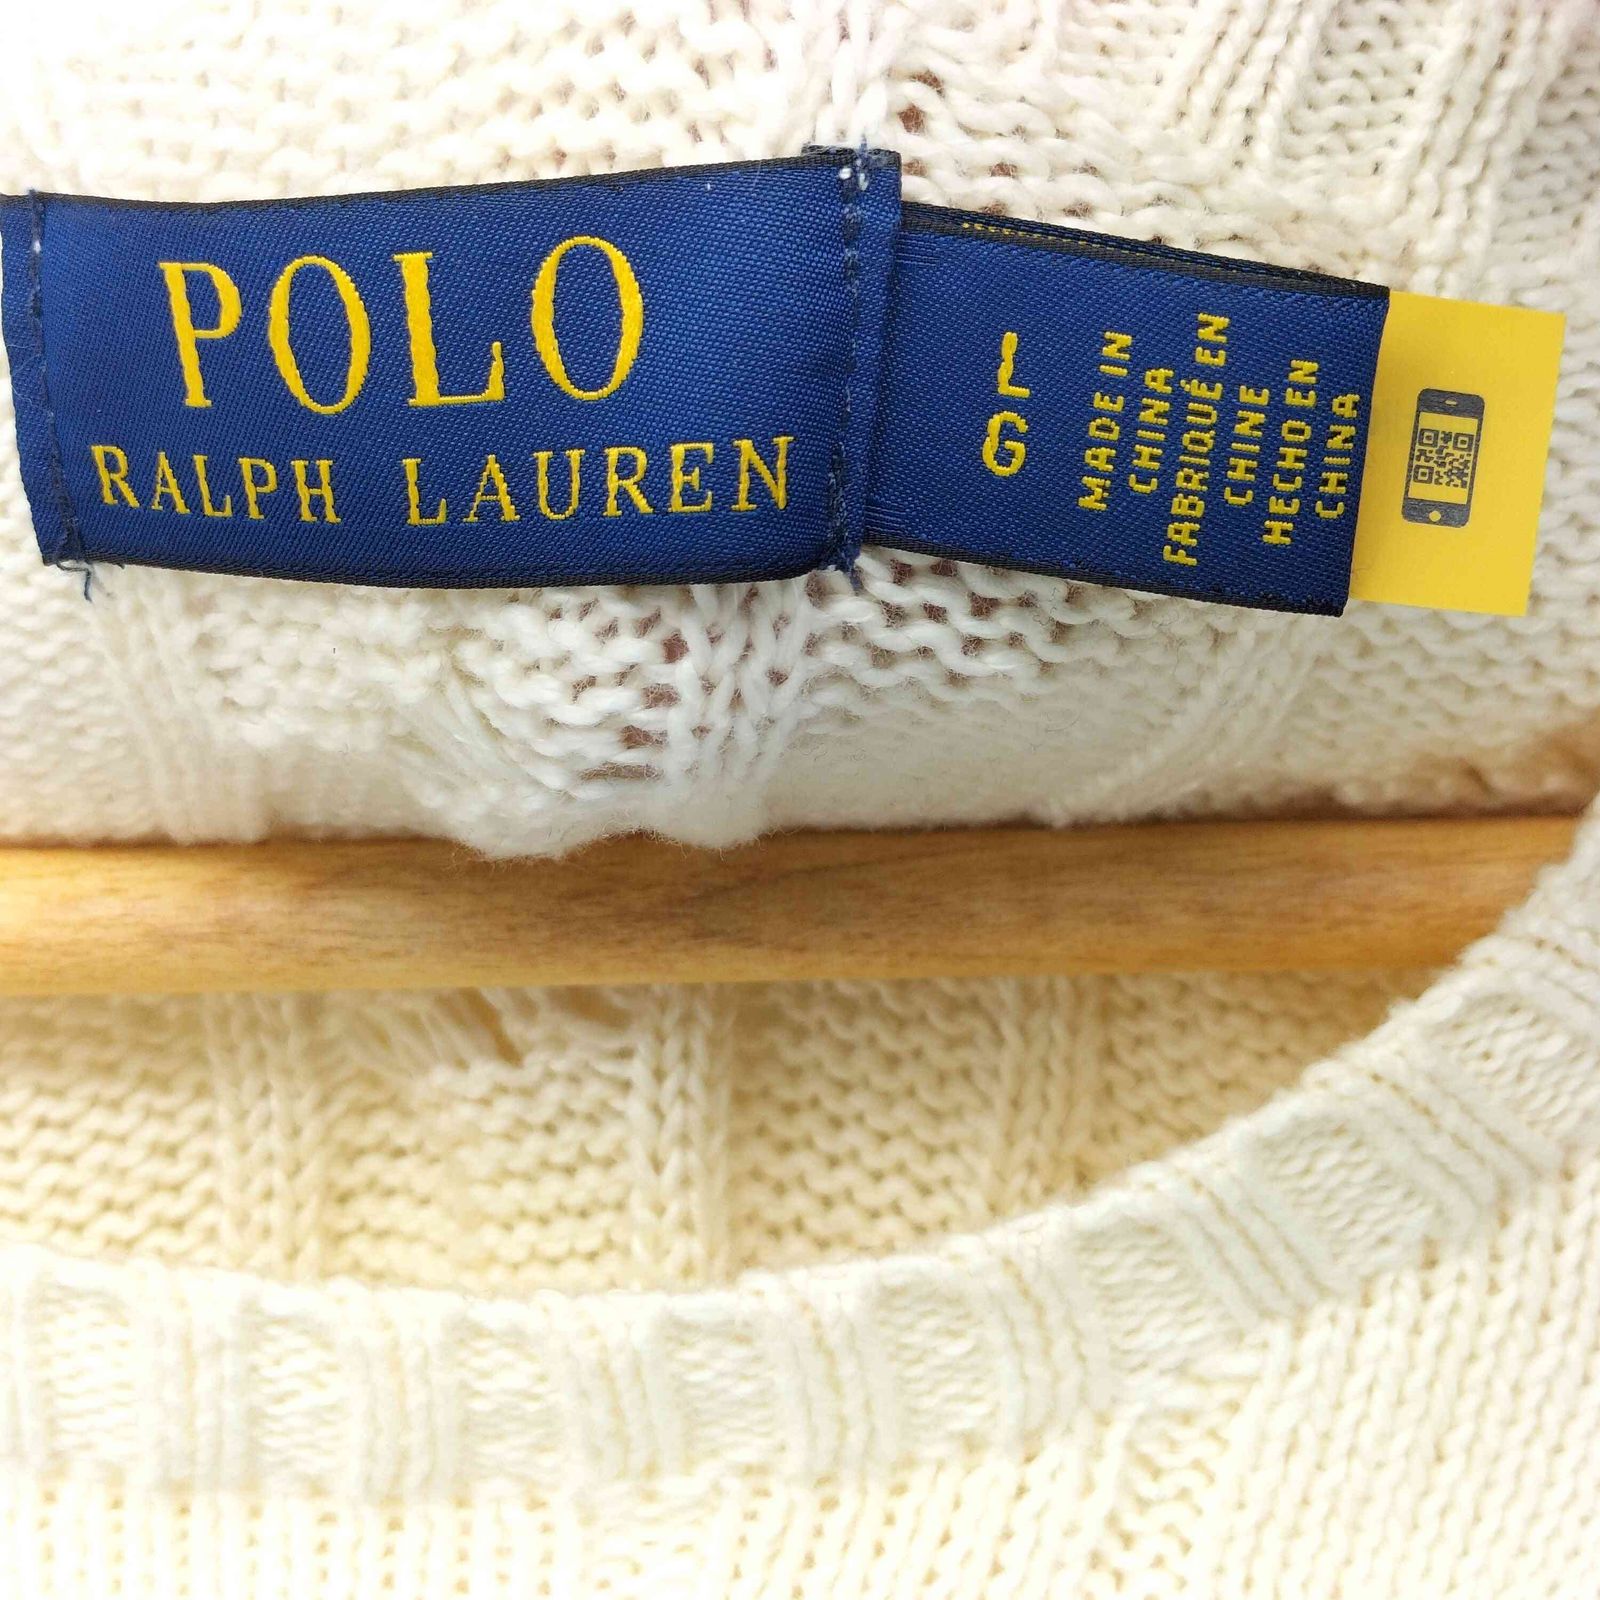 POLO
RALPH LAUREN
L
G
MADE IN
CHINA
FABRIQUÉ EN
CHINE
HECHO EN
CHINA